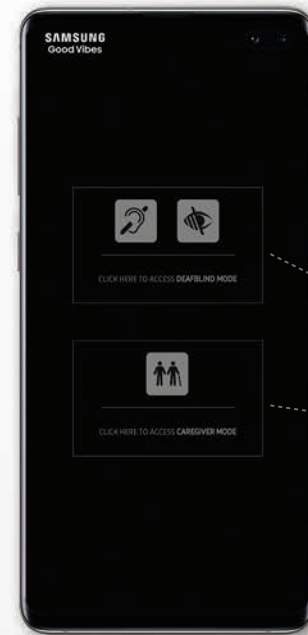 SAMSUNG
Good Vibes
CLICK HERE TO ACCESS DEAFBLIND MODE
CLICK HERE TO ACCESS CAREGIVER MODE